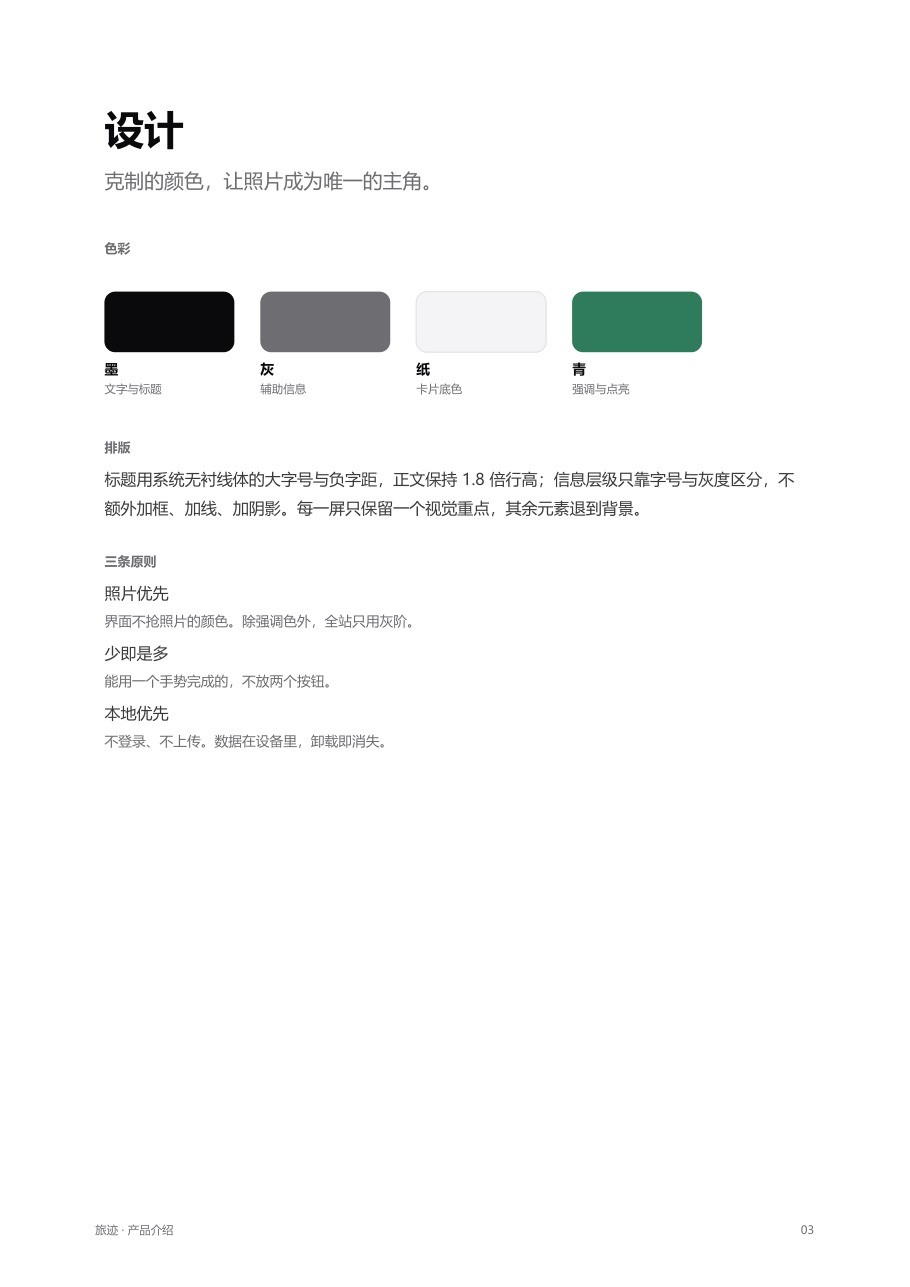 设计
克制的颜色，让照片成为唯一的主角。
色彩
墨
灰
纸
青
文字与标题
辅助信息
卡片底色
强调与点亮
排版
标题用系统无衬线体的大字号与负字距，正文保持 1.8 倍行高；信息层级只靠字号与灰度区分，不
额外加框、加线、加阴影。每一屏只保留一个视觉重点，其余元素退到背景。
三条原则
照片优先
界面不抢照片的颜色。除强调色外，全站只用灰阶。
少即是多
能用一个手势完成的，不放两个按钮。
本地优先
不登录、不上传。数据在设备里，卸载即消失。
旅迹 · 产品介绍
03